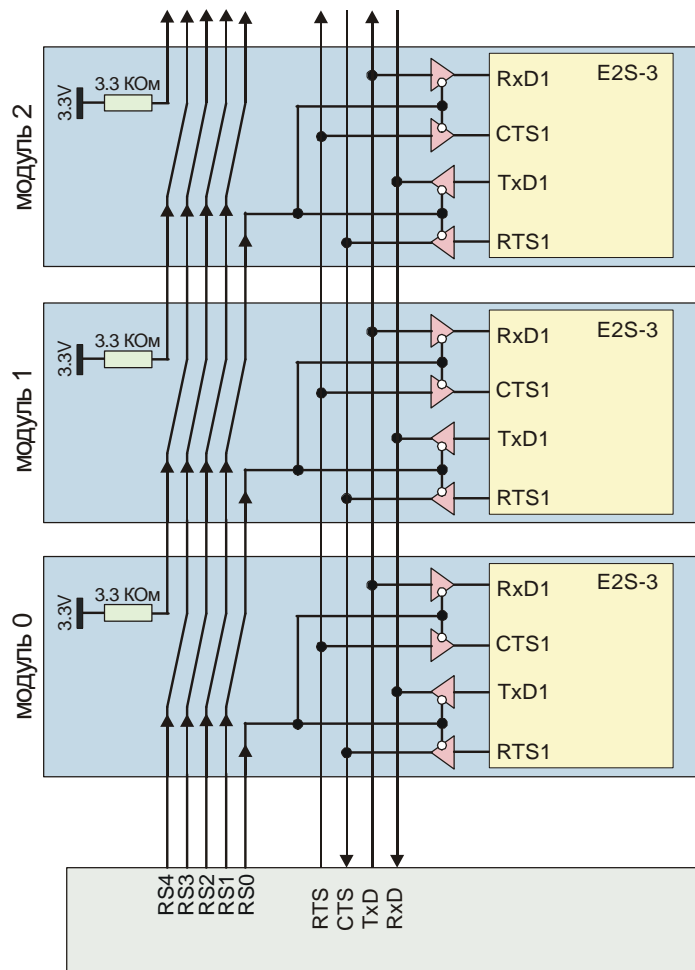 модуль 2
3.3V
3.3 КОм
E2S-3
RxD1
CTS1
TxD1
RTS1
модуль 1
3.3V
3.3 КОм
E2S-3
RxD1
CTS1
TxD1
RTS1
модуль 0
3.3V
3.3 КОм
E2S-3
RxD1
CTS1
TxD1
RTS1
RS4
RS3
RS2
RS1
RS0
RTS
CTS
TxD
RxD